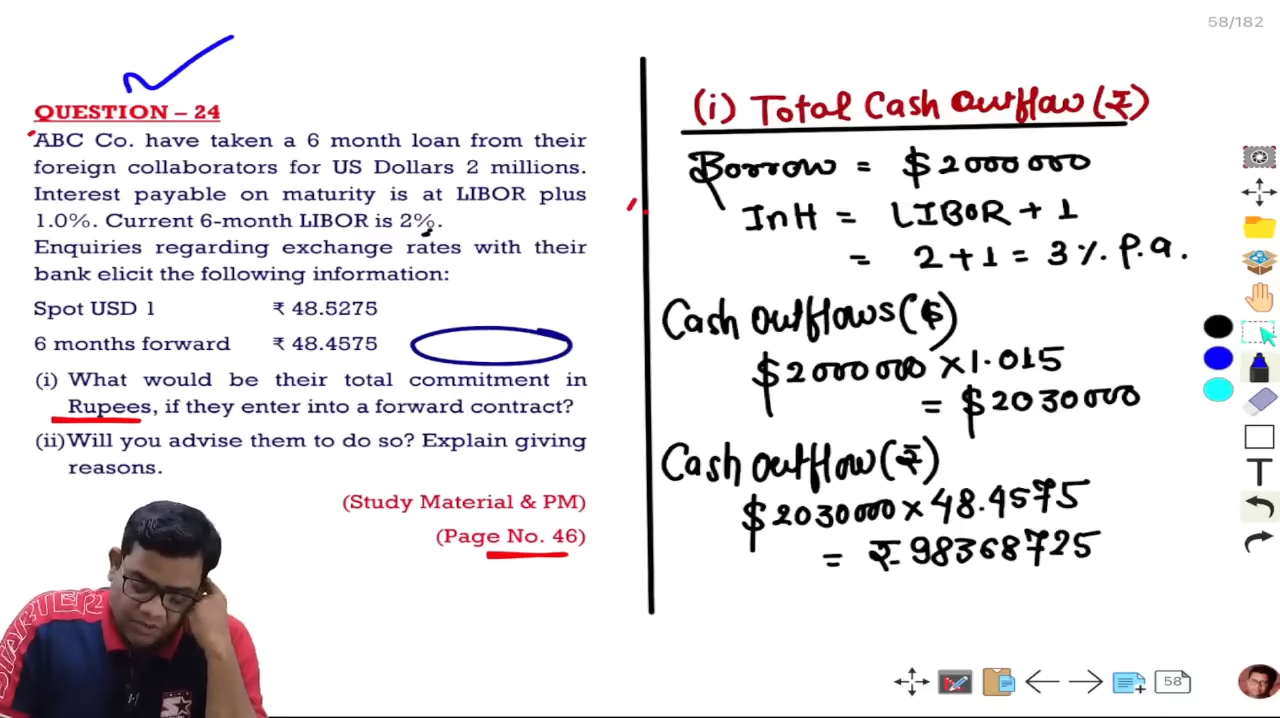 58/182
QUESTION – 24
ABC Co. have taken a 6 month loan from their
foreign collaborators for US Dollars 2 millions.
Interest payable on maturity is at LIBOR plus
1.0%. Current 6-month LIBOR is 2%.
Enquiries regarding exchange rates with their
bank elicit the following information:
Spot USD 1 ₹ 48.5275
6 months forward ₹ 48.4575
(i) What would be their total commitment in
Rupees, if they enter into a forward contract?
(ii) Will you advise them to do so? Explain giving
reasons.
(Study Material & PM)
(Page No. 46)
(i) Total Cash Outflow (₹)
Borrow = $ 2000000
Int = LIBOR + 1
= 2 + 1 = 3 %. p.a.
Cash outflows ($)
$ 2000000 × 1.015
= $ 2030000
Cash outflow (₹)
$ 2030000 × 48.4575
= ₹ 98368725
T
58
STARTER